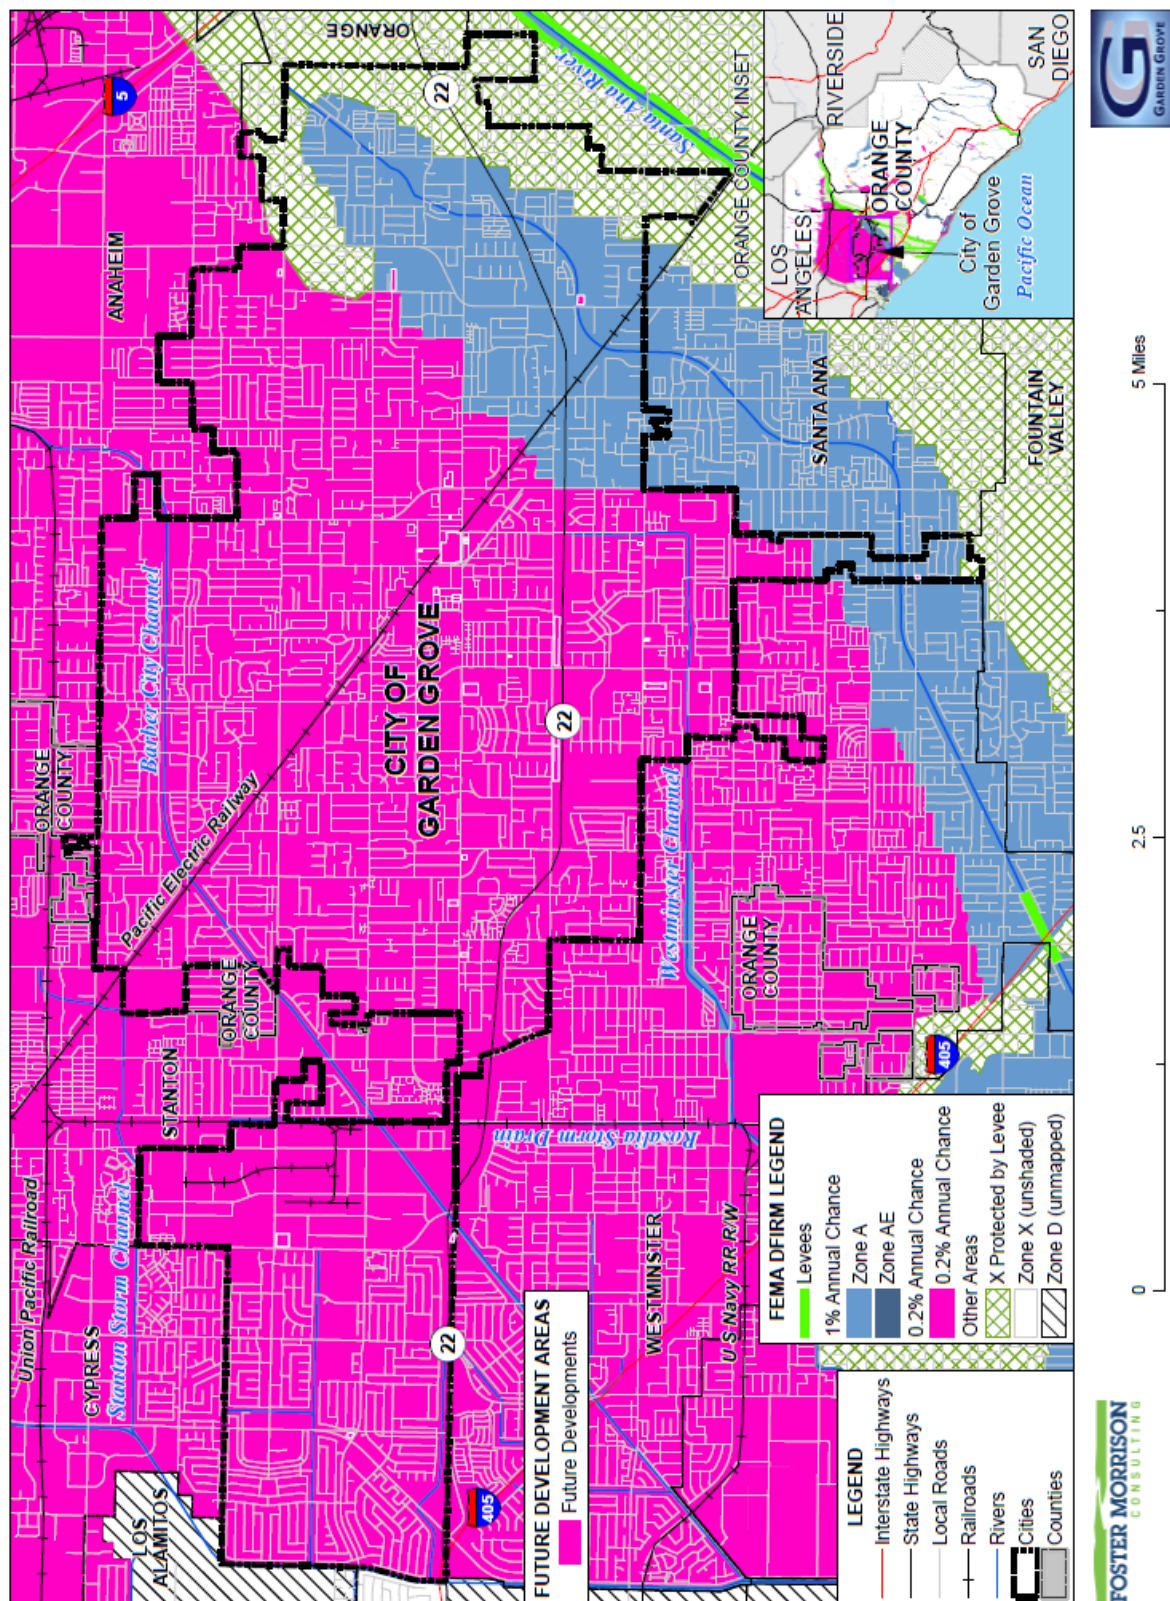 Union Pacific Railroad
CYPRESS
Stanton Storm Channel
LOS
ALAMITOS
STANTON
ORANGE
COUNTY
ORANGE
COUNTY
Barber City Channel
Pacific Electric Railway
ANAHEIM
5
ORANGE
22
Santa Ana River
CITY OF
GARDEN GROVE
22
22
405
Rosalia Storm Drain
Westminster Channel
WESTMINSTER
U S Navy RR R/W
ORANGE
COUNTY
405
SANTA ANA
FOUNTAIN
VALLEY
ORANGE COUNTY INSET
LOS
ANGELES
RIVERSIDE
ORANGE
COUNTY
SAN
DIEGO
City of
Garden Grove
Pacific Ocean
FUTURE DEVELOPMENT AREAS
Future Developments
LEGEND
Interstate Highways
State Highways
Local Roads
Railroads
Rivers
Cities
Counties
FEMA DFIRM LEGEND
Levees
1% Annual Chance
Zone A
Zone AE
0.2% Annual Chance
0.2% Annual Chance
Other Areas
X Protected by Levee
Zone X (unshaded)
Zone D (unmapped)
FOSTER MORRISON
CONSULTING
0
2.5
5 Miles
G
GARDEN GROVE